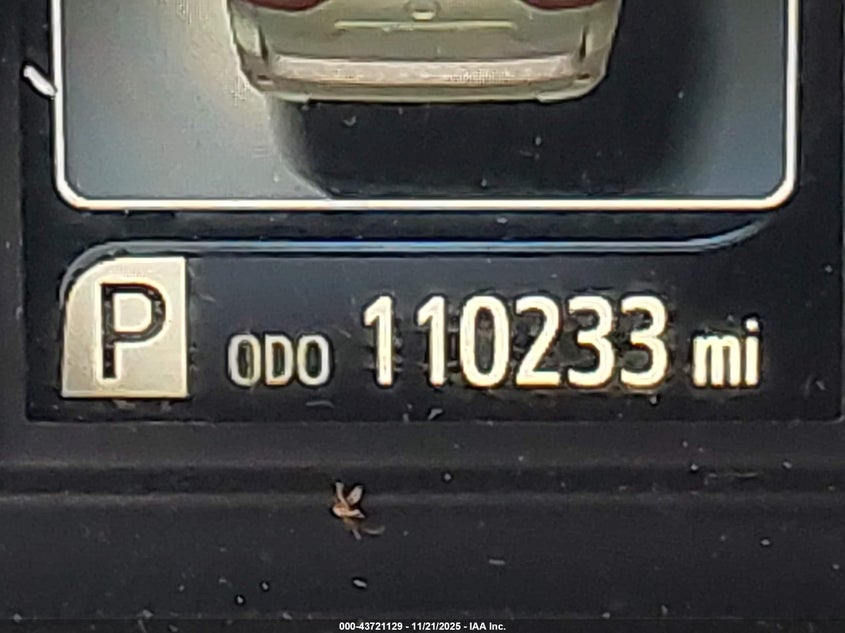 P ODO 110233 mi
000-43721129 - 11/21/2025 - IAA Inc.